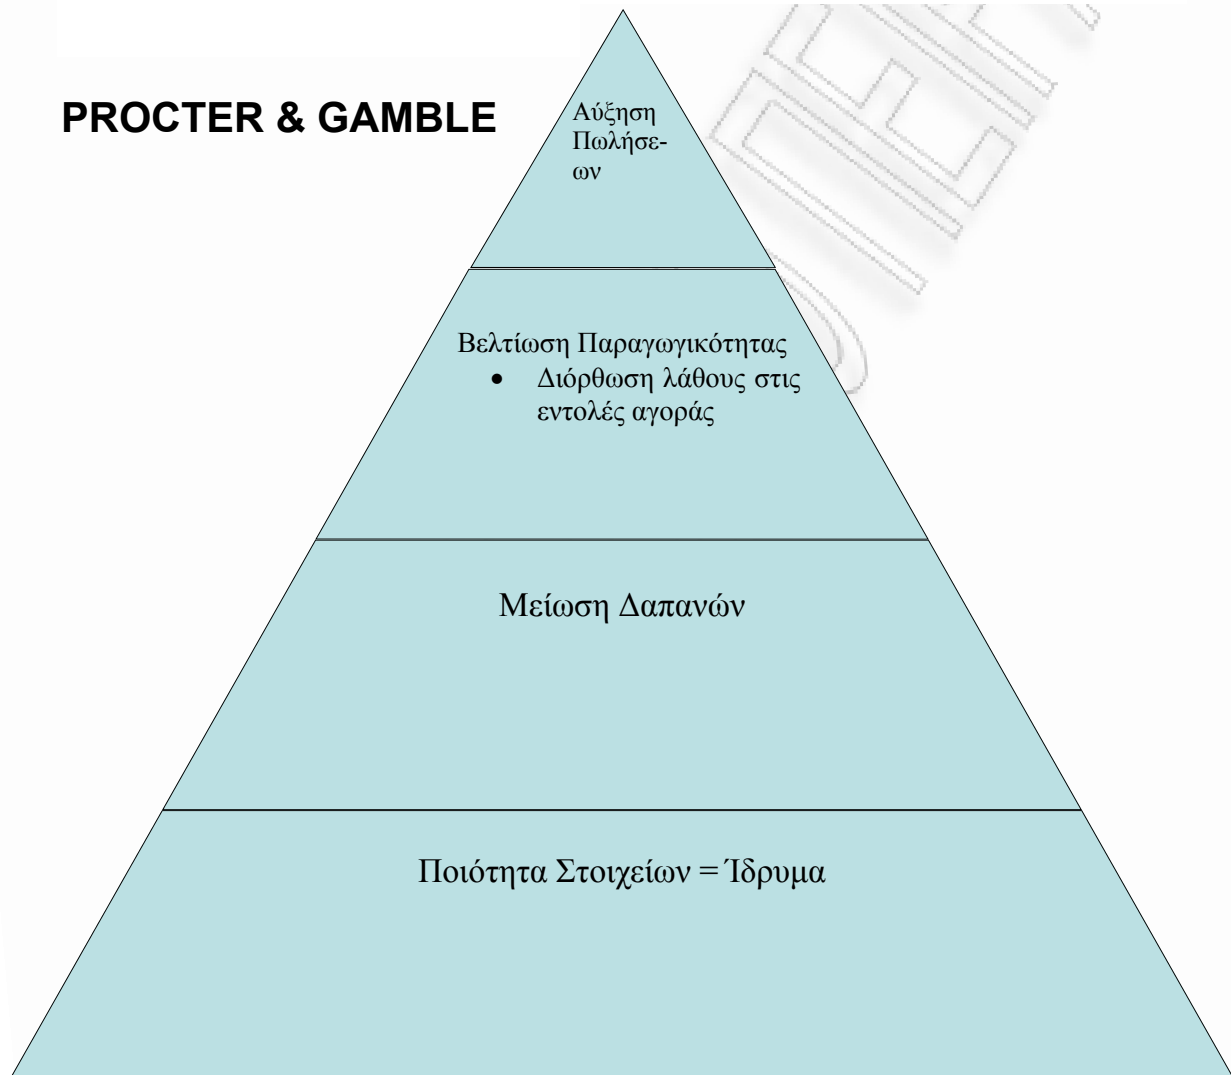 PROCTER & GAMBLE
Αύξηση
Πωλήσε-
ων
Βελτίωση Παραγωγικότητας
• Διόρθωση λάθους στις
εντολές αγοράς
Μείωση Δαπανών
Ποιότητα Στοιχείων = Ίδρυμα